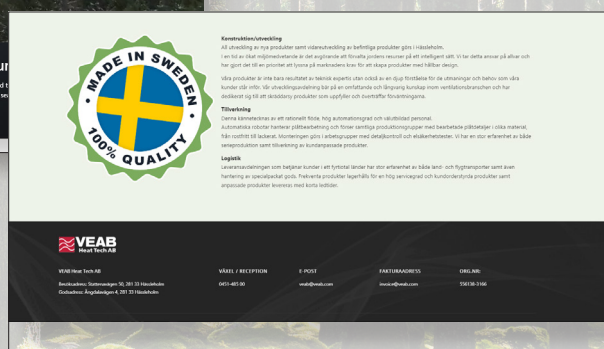 MADE IN SWEDEN
100% QUALITY
Konstruktion/utveckling
All utveckling av nya produkter samt vidareutveckling av befintliga produkter görs i Hässleholm.
I en tid av ökat miljömedvetande är det avgörande att förvalta jordens resurser på ett intelligent sätt. Vi tar detta ansvar på allvar och
har gjort det till en prioritet att lyssna på marknadens krav för att skapa produkter med hållbar design.
Våra produkter är inte bara resultatet av teknisk expertis utan också av en djup förståelse för de utmaningar och behov som våra
kunder står inför. Vår utvecklingsavdelning bär på en omfattande och långvarig kunskap inom ventilationsbranschen och har
dedikerat sig till att skräddarsy produkter som uppfyller och överträffar förväntningarna.
Tillverkning
Denna kännetecknas av ett rationellt flöde, hög automationsgrad och välutbildad personal.
Automatiska robotar hanterar plåtbearbetning och förser samtliga produktionsgrupper med bearbetade plåtdetaljer i olika material,
från rostfritt till lackerat. Monteringen görs i arbetsgrupper med detaljkontroll och elsäkerhetstester. Vi har en stor erfarenhet av både
serieproduktion samt tillverkning av kundanpassade produkter.
Logistik
Leveransavdelningen som betjänar kunder i ett fyrtiotal länder har stor erfarenhet av både land- och flygtransporter samt även
hantering av specialpackat gods. Frekventa produkter lagerhålls för en hög servicegrad och kundorderstyrda produkter samt
anpassade produkter levereras med korta ledtider.
VEAB
Heat Tech AB
VEAB Heat Tech AB
VÄXEL / RECEPTION
E-POST
FAKTURAADRESS
ORG.NR:
Besöksadress: Stattenavägen 50, 281 33 Hässleholm
Godsadress: Ängdalavägen 4, 281 33 Hässleholm
0451-485 00
veab@veab.com
invoice@veab.com
556138-3166